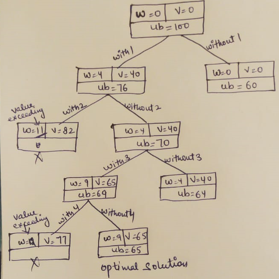 w=0 v=0
ub=100
with 1
without 1
w=4 v=40
ub=76
w=0 v=0
ub=60
value exceeding
with 2
without 2
w=11 v=82
X
w=4 v=40
ub=70
with 3
without 3
w=9 v=65
ub=69
w=4 v=40
ub=64
value exceeding
with 4
without 4
v=77
X
w=9 v=65
ub=65
optimal solution